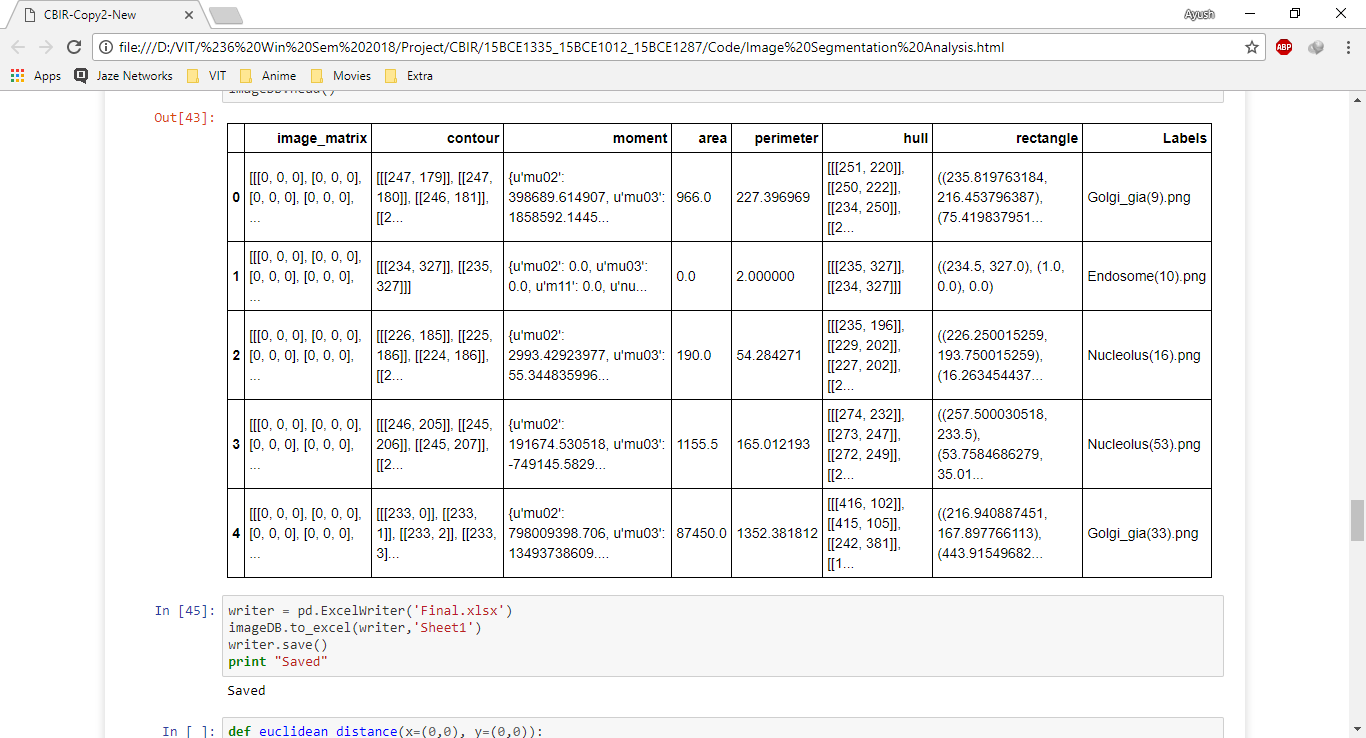 CBIR-Copy2-New
Ayush
file:///D:/VIT/%236%20Win%20Sem%202018/Project/CBIR/15BCE1335_15BCE1012_15BCE1287/Code/Image%20Segmentation%20Analysis.html
ABP
Apps Jaze Networks VIT Anime Movies Extra
imageDB.head()
Out[43]:
image_matrix contour moment area perimeter hull rectangle Labels
0
[[[0, 0, 0], [0, 0, 0],
[0, 0, 0], [0, 0, 0],
...
[[[247, 179]], [[247,
180]], [[246, 181]],
[[2...
{u'mu02':
398689.614907, u'mu03':
1858592.1445...
966.0
227.396969
[[[251, 220]],
[[250, 222]],
[[234, 250]],
[[2...
((235.819763184,
216.453796387),
(75.419837951...
Golgi_gia(9).png
1
[[[0, 0, 0], [0, 0, 0],
[0, 0, 0], [0, 0, 0],
...
[[[234, 327]], [[235,
327]]]
{u'mu02': 0.0, u'mu03':
0.0, u'm11': 0.0, u'nu...
0.0
2.000000
[[[235, 327]],
[[234, 327]]]
((234.5, 327.0), (1.0,
0.0), 0.0)
Endosome(10).png
2
[[[0, 0, 0], [0, 0, 0],
[0, 0, 0], [0, 0, 0],
...
[[[226, 185]], [[225,
186]], [[224, 186]],
[[2...
{u'mu02':
2993.42923977, u'mu03':
55.344835996...
190.0
54.284271
[[[235, 196]],
[[229, 202]],
[[227, 202]],
[[2...
((226.250015259,
193.750015259),
(16.263454437...
Nucleolus(16).png
3
[[[0, 0, 0], [0, 0, 0],
[0, 0, 0], [0, 0, 0],
...
[[[246, 205]], [[245,
206]], [[245, 207]],
[[2...
{u'mu02':
191674.530518, u'mu03':
-749145.5829...
1155.5
165.012193
[[[274, 232]],
[[273, 247]],
[[272, 249]],
[[2...
((257.500030518,
233.5),
(53.7584686279,
35.01...
Nucleolus(53).png
4
[[[0, 0, 0], [0, 0, 0],
[0, 0, 0], [0, 0, 0],
...
[[[233, 0]], [[233,
1]], [[233, 2]], [[233,
3]...
{u'mu02':
798009398.706, u'mu03':
13493738609....
87450.0
1352.381812
[[[416, 102]],
[[415, 105]],
[[242, 381]],
[[1...
((216.940887451,
167.897766113),
(443.91549682...
Golgi_gia(33).png
In [45]:
writer = pd.ExcelWriter('Final.xlsx')
imageDB.to_excel(writer,'Sheet1')
writer.save()
print "Saved"
Saved
In [ ]:
def euclidean_distance(x=(0,0), y=(0,0)):